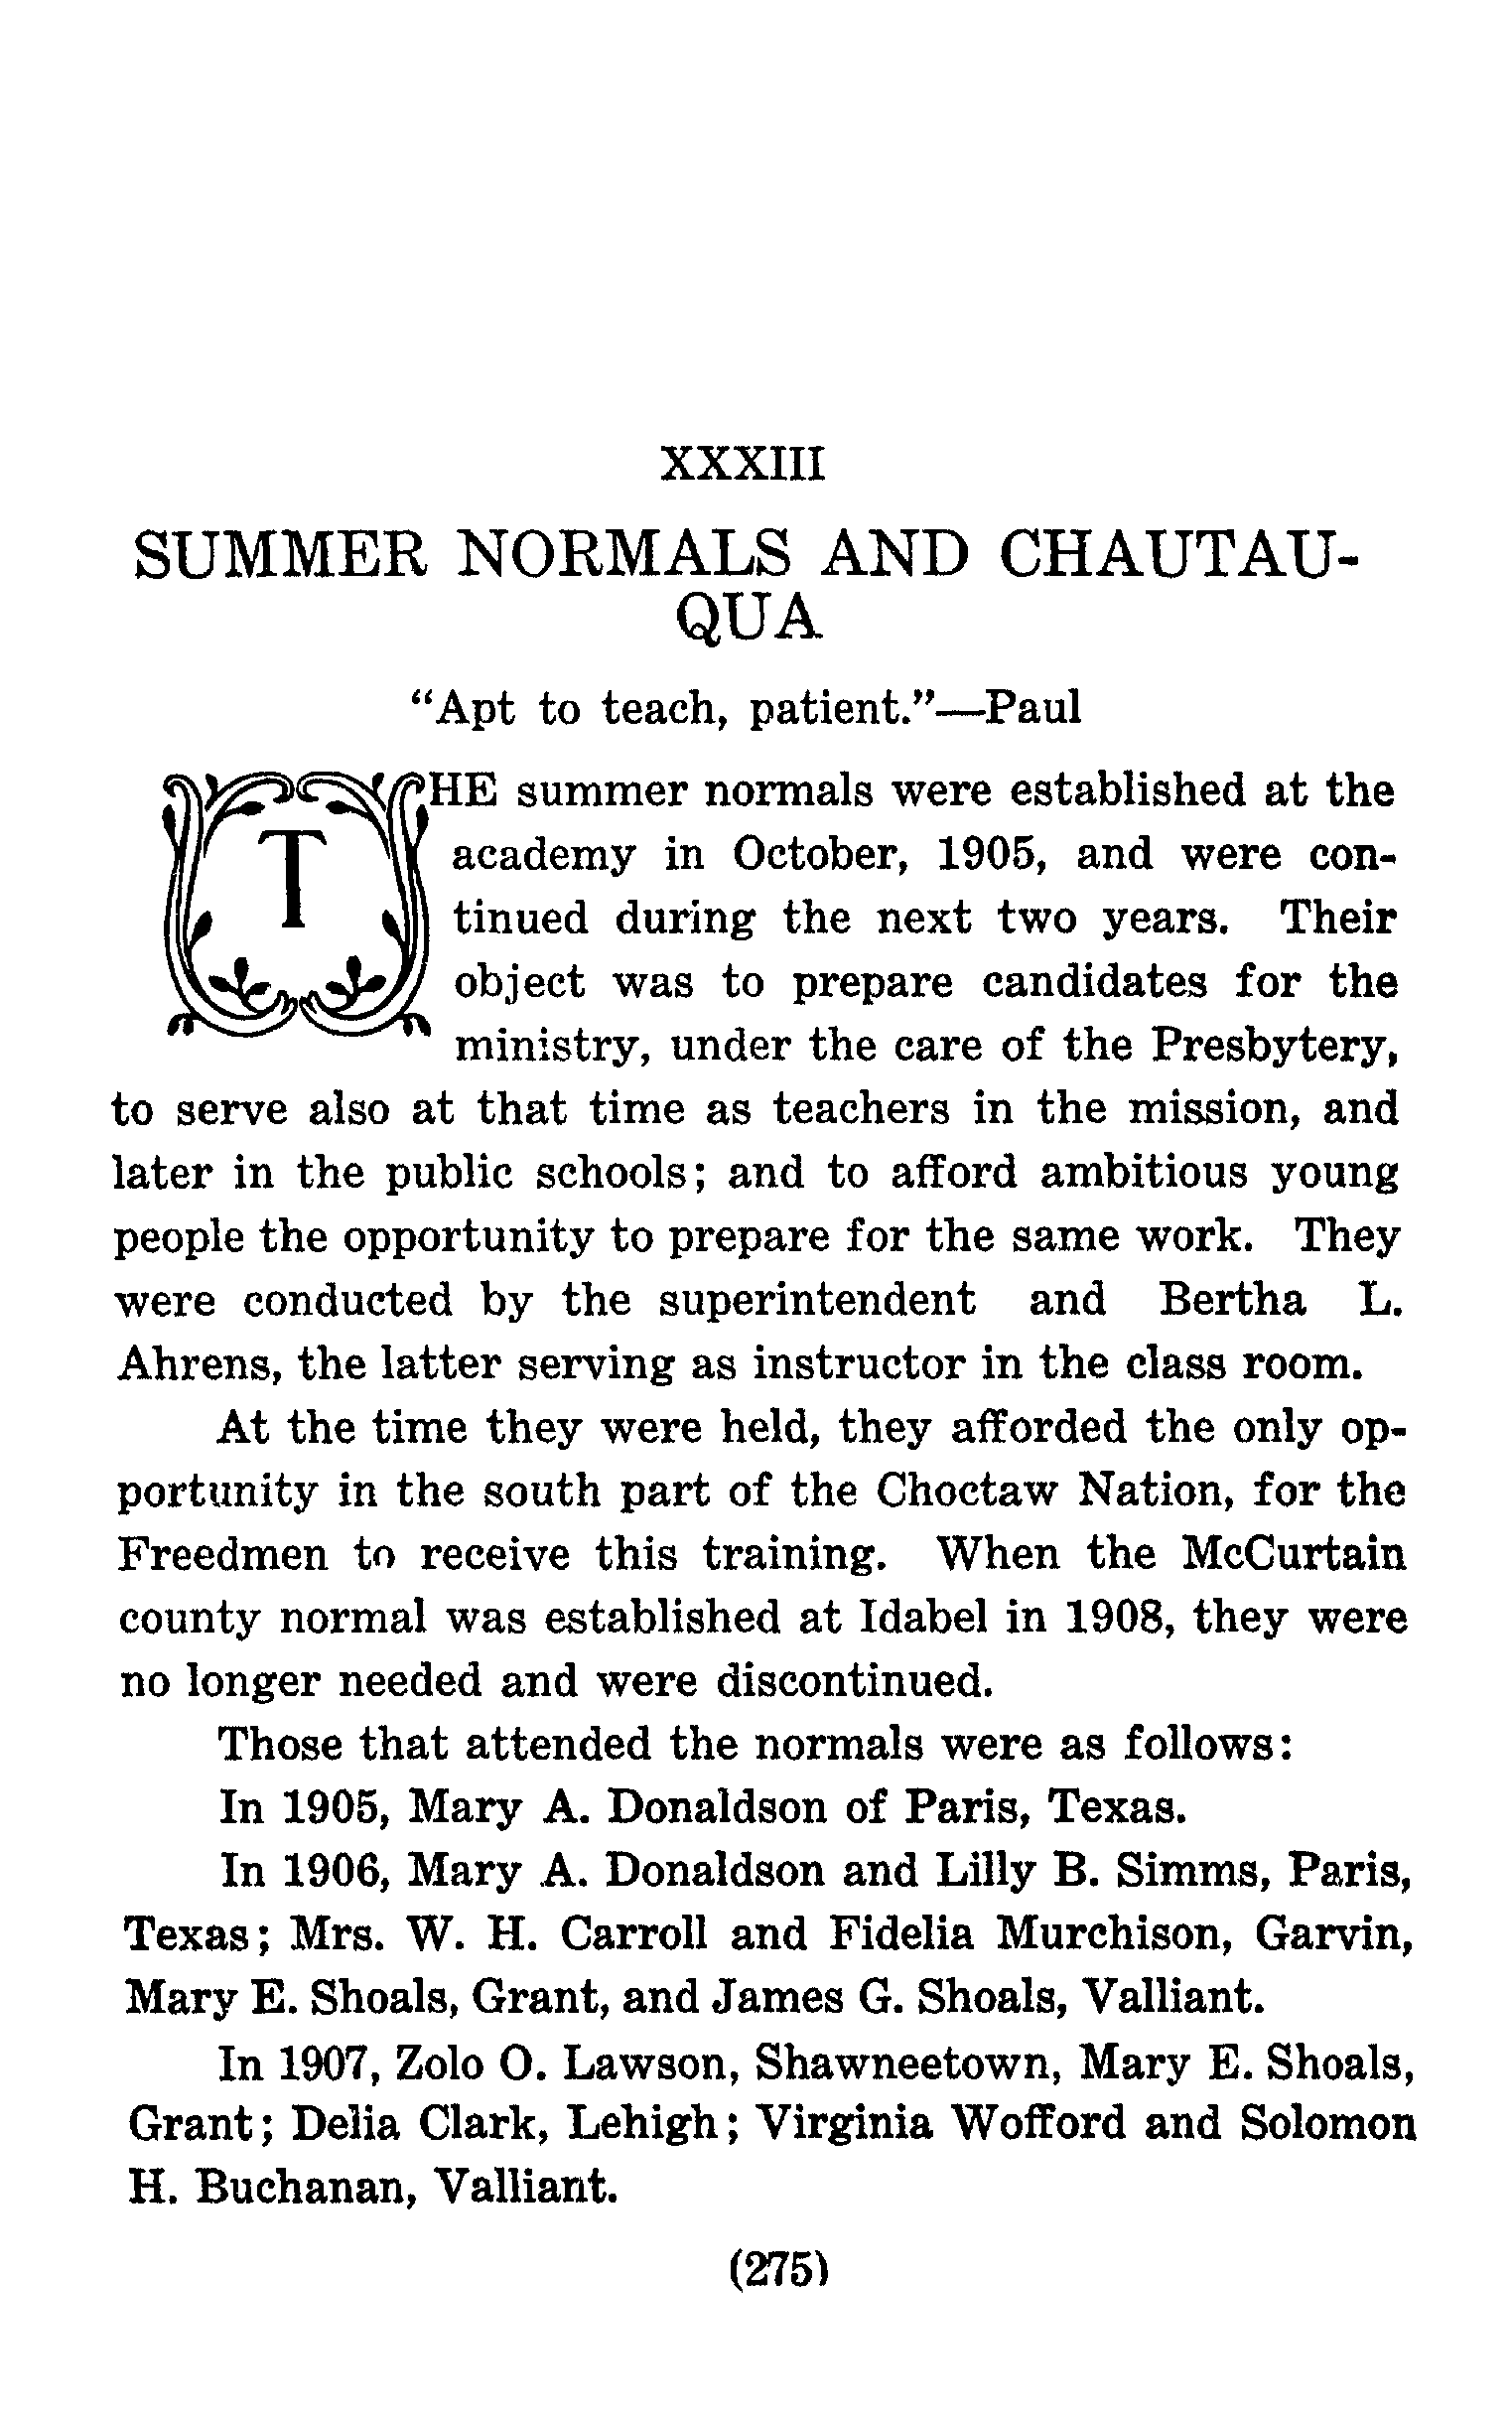 XXXIII
SUMMER NORMALS AND CHAUTAU-
QUA
"Apt to teach, patient."—Paul
THE summer normals were established at the
academy in October, 1905, and were con-
tinued during the next two years. Their
object was to prepare candidates for the
ministry, under the care of the Presbytery,
to serve also at that time as teachers in the mission, and
later in the public schools; and to afford ambitious young
people the opportunity to prepare for the same work. They
were conducted by the superintendent and Bertha L.
Ahrens, the latter serving as instructor in the class room.
At the time they were held, they afforded the only op-
portunity in the south part of the Choctaw Nation, for the
Freedmen to receive this training. When the McCurtain
county normal was established at Idabel in 1908, they were
no longer needed and were discontinued.
Those that attended the normals were as follows:
In 1905, Mary A. Donaldson of Paris, Texas.
In 1906, Mary A. Donaldson and Lilly B. Simms, Paris,
Texas; Mrs. W. H. Carroll and Fidelia Murchison, Garvin,
Mary E. Shoals, Grant, and James G. Shoals, Valliant.
In 1907, Zolo O. Lawson, Shawneetown, Mary E. Shoals,
Grant; Delia Clark, Lehigh; Virginia Wofford and Solomon
H. Buchanan, Valliant.
(275)